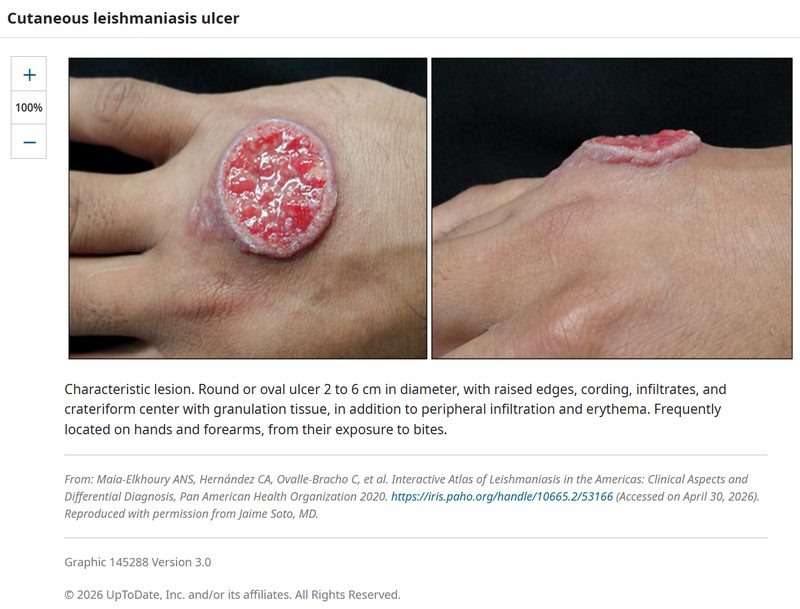 Cutaneous leishmaniasis ulcer
+
100%
−
Characteristic lesion. Round or oval ulcer 2 to 6 cm in diameter, with raised edges, cording, infiltrates, and
crateriform center with granulation tissue, in addition to peripheral infiltration and erythema. Frequently
located on hands and forearms, from their exposure to bites.
From: Maia-Elkhoury ANS, Hernández CA, Ovalle-Bracho C, et al. Interactive Atlas of Leishmaniasis in the Americas: Clinical Aspects and
Differential Diagnosis, Pan American Health Organization 2020. https://iris.paho.org/handle/10665.2/53166 (Accessed on April 30, 2026).
Reproduced with permission from Jaime Soto, MD.
Graphic 145288 Version 3.0
© 2026 UpToDate, Inc. and/or its affiliates. All Rights Reserved.